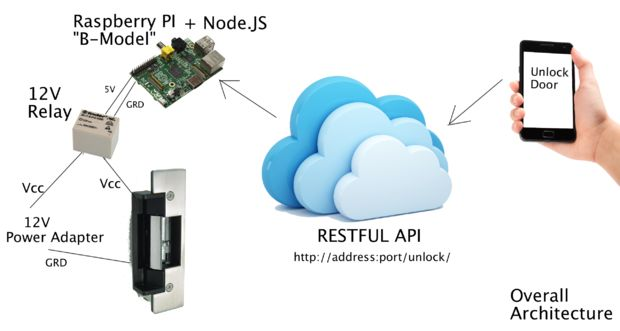 Raspberry PI + Node.JS
"B-Model"
12V
Relay
5V
GRD
Unlock
Door
Vcc
Vcc
12V
Power Adapter
GRD
RESTFUL API
http://address:port/unlock/
Overall
Architecture